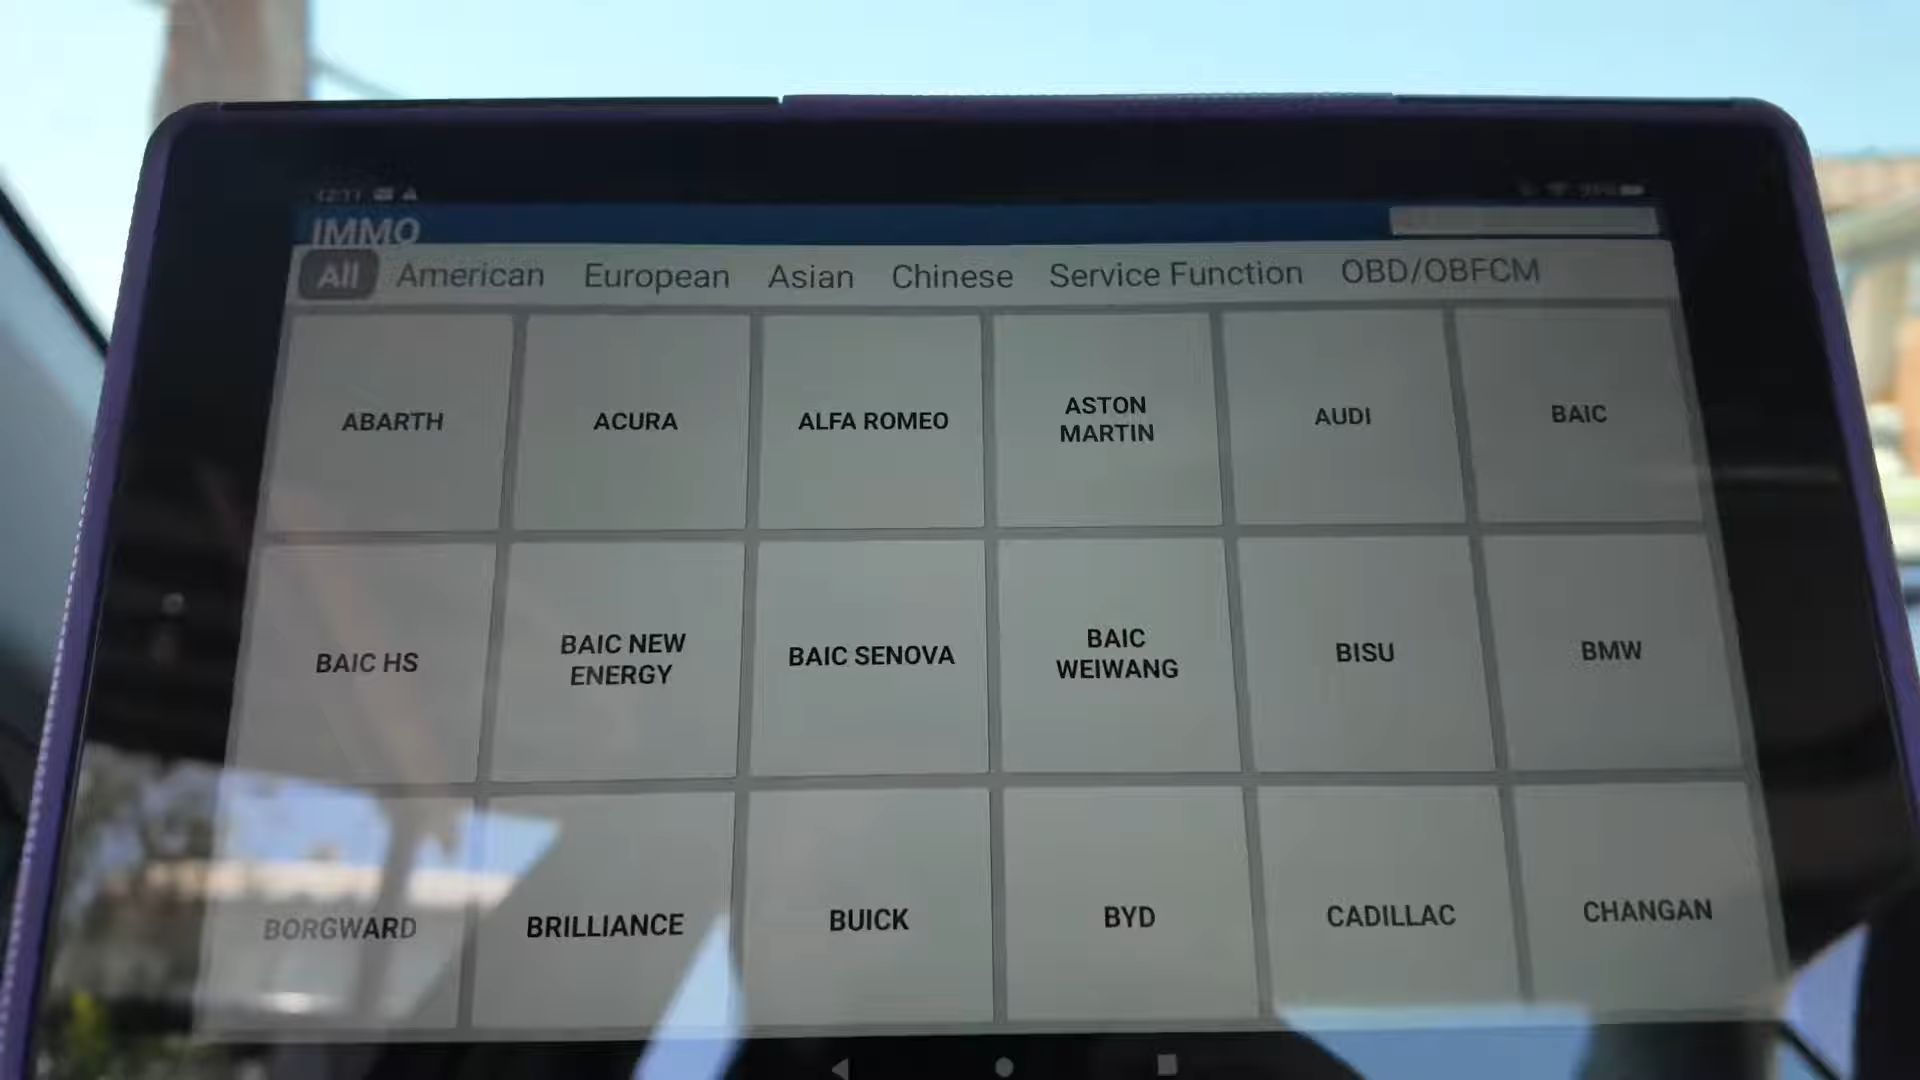 IMMO
All American European Asian Chinese Service Function OBD/OBFCM
ABARTH
ACURA
ALFA ROMEO
ASTON
MARTIN
AUDI
BAIC
BAIC HS
BAIC NEW
ENERGY
BAIC SENOVA
BAIC
WEIWANG
BISU
BMW
BORGWARD
BRILLIANCE
BUICK
BYD
CADILLAC
CHANGAN